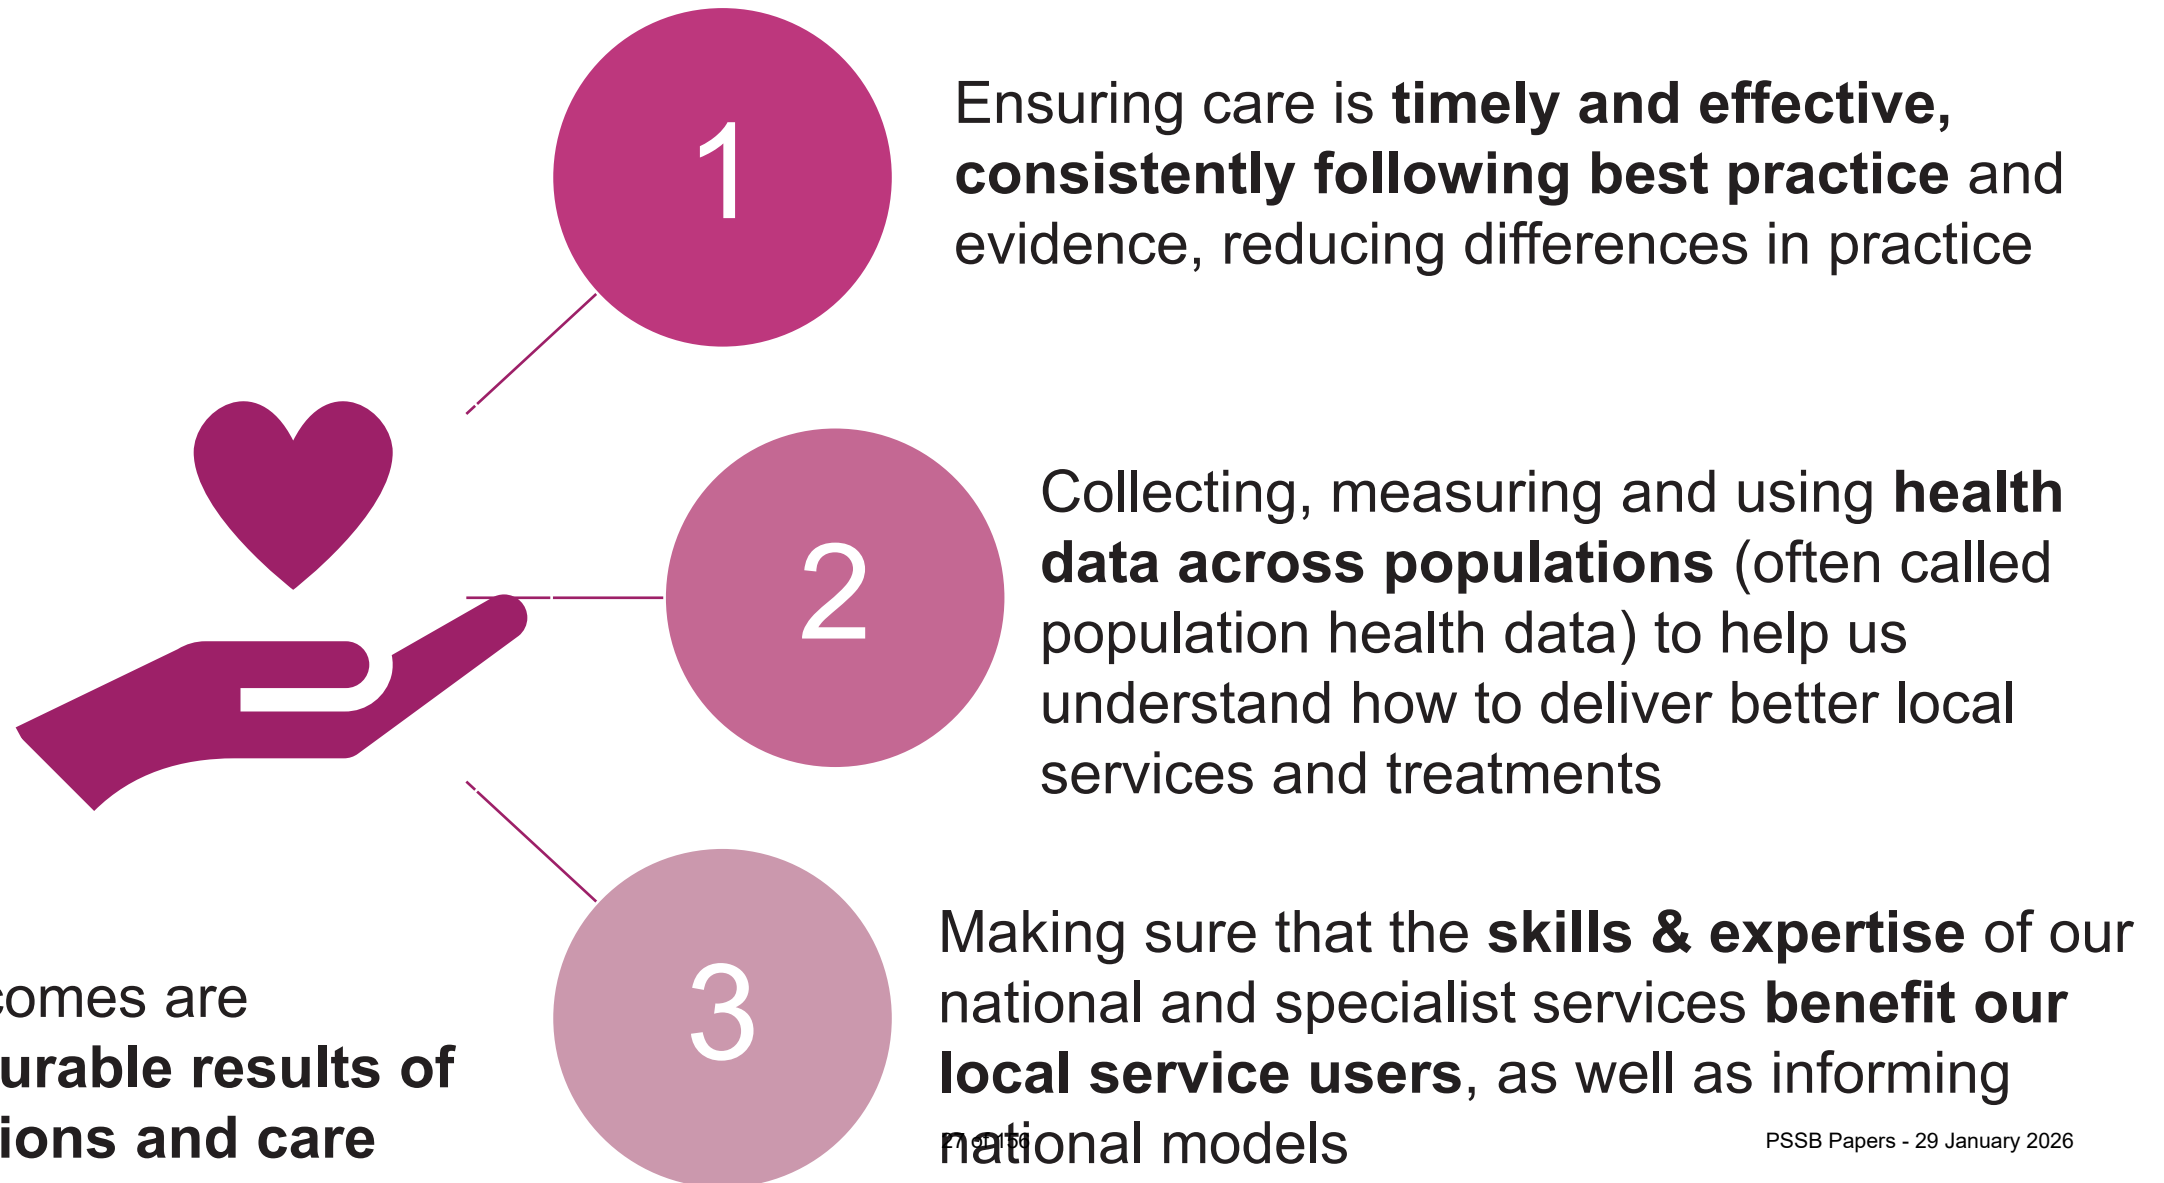 1
Ensuring care is timely and effective,
consistently following best practice and
evidence, reducing differences in practice
2
Collecting, measuring and using health
data across populations (often called
population health data) to help us
understand how to deliver better local
services and treatments
3
Making sure that the skills & expertise of our
national and specialist services benefit our
local service users, as well as informing
national models
comes are
urable results of
ions and care
27 of 156
PSSB Papers - 29 January 2026